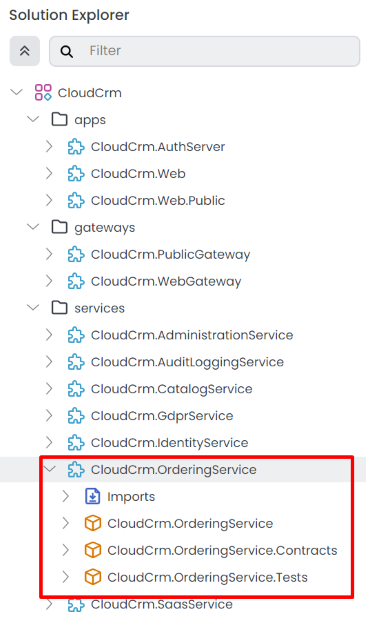 Solution Explorer
Filter
CloudCrm
apps
CloudCrm.AuthServer
CloudCrm.Web
CloudCrm.Web.Public
gateways
CloudCrm.PublicGateway
CloudCrm.WebGateway
services
CloudCrm.AdministrationService
CloudCrm.AuditLoggingService
CloudCrm.CatalogService
CloudCrm.GdprService
CloudCrm.IdentityService
CloudCrm.OrderingService
Imports
CloudCrm.OrderingService
CloudCrm.OrderingService.Contracts
CloudCrm.OrderingService.Tests
CloudCrm.SaasService